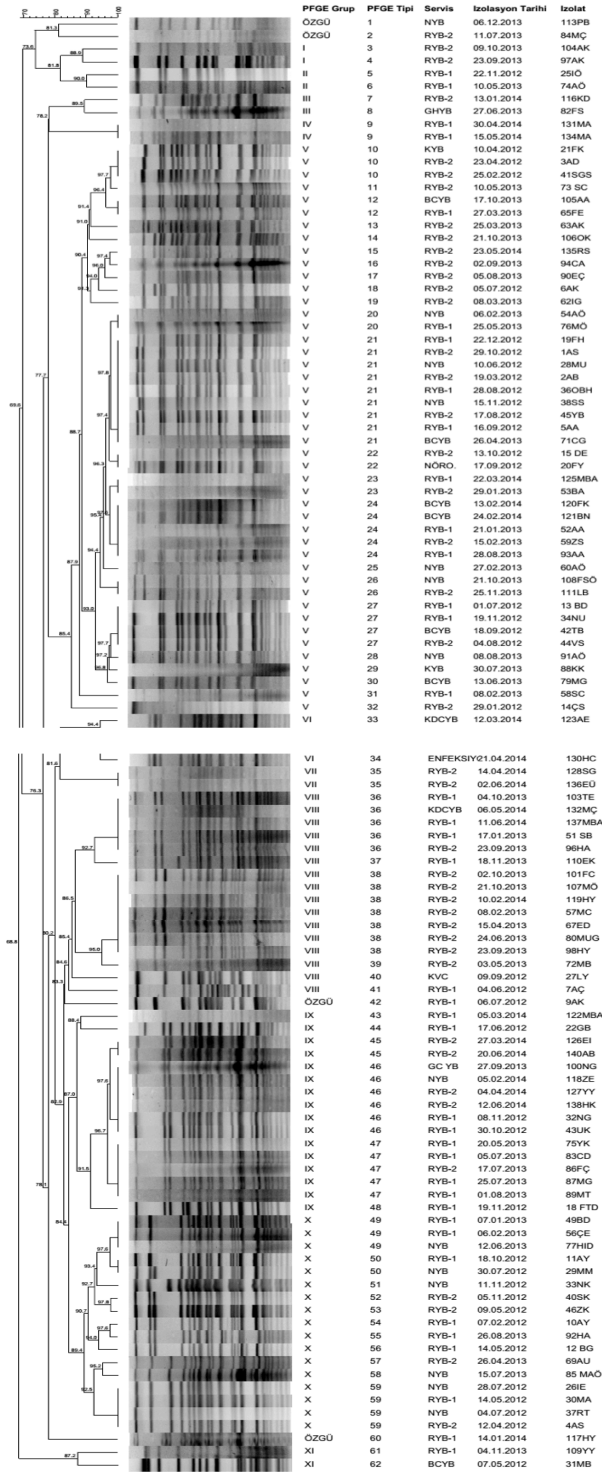 PFGE Grup PFGE Tipi Servis Izolasyon Tarihi Izolat
70 80 90 100
ÖZGÜ 1 NYB 06.12.2013 113PB
ÖZGÜ 2 RYB-2 11.07.2013 84MÇ
I 3 RYB-2 09.10.2013 104AK
I 4 RYB-2 23.09.2013 97AK
II 5 RYB-1 22.11.2012 25IÖ
II 6 RYB-1 10.05.2013 74AÖ
III 7 RYB-2 13.01.2014 116KD
III 8 GHYB 27.06.2013 82FS
IV 9 RYB-1 30.04.2014 131MA
IV 9 RYB-1 15.05.2014 134MA
V 10 KYB 10.04.2012 21FK
V 10 RYB-2 23.04.2012 3AD
V 10 RYB-2 25.02.2012 41SGS
V 11 RYB-2 10.05.2013 73 SC
V 12 BCYB 17.10.2013 105AA
V 12 RYB-1 27.03.2013 65FE
V 13 RYB-2 25.03.2013 63AK
V 14 RYB-2 21.10.2013 106OK
V 15 RYB-2 23.05.2014 135RS
V 16 RYB-2 02.09.2013 94CA
V 17 RYB-2 05.08.2013 90EÇ
V 18 RYB-2 05.07.2012 6AK
V 19 RYB-2 08.03.2013 62IG
V 20 NYB 06.02.2013 54AÖ
V 20 RYB-1 25.05.2013 76MÖ
V 21 RYB-1 22.12.2012 19FH
V 21 RYB-2 29.10.2012 1AS
V 21 NYB 10.06.2012 28MU
V 21 RYB-2 19.03.2012 2AB
V 21 RYB-1 28.08.2012 36OBH
V 21 NYB 15.11.2012 38SS
V 21 RYB-2 17.08.2012 45YB
V 21 RYB-1 16.09.2012 5AA
V 21 BCYB 26.04.2013 71CG
V 22 RYB-2 13.10.2012 15 DE
V 22 NÖRO. 17.09.2012 20FY
V 23 RYB-1 22.03.2014 125MBA
V 23 RYB-2 29.01.2013 53BA
V 24 BCYB 13.02.2014 120FK
V 24 BCYB 24.02.2014 121BN
V 24 RYB-1 21.01.2013 52AA
V 24 RYB-2 15.02.2013 59ZS
V 24 RYB-1 28.08.2013 93AA
V 25 NYB 27.02.2013 60AÖ
V 26 NYB 21.10.2013 108FSÖ
V 26 RYB-2 25.11.2013 111LB
V 27 RYB-1 01.07.2012 13 BD
V 27 RYB-1 19.11.2012 34NU
V 27 BCYB 18.09.2012 42TB
V 27 RYB-2 04.08.2012 44VS
V 28 NYB 08.08.2013 91AÖ
V 29 KYB 30.07.2013 88KK
V 30 BCYB 13.06.2013 79MG
V 31 RYB-1 08.02.2013 58SC
V 32 RYB-2 29.01.2012 14ÇS
VI 33 KDCYB 12.03.2014 123AE
VI 34 ENFEKSIY21.04.2014 130HC
VII 35 RYB-2 14.04.2014 128SG
VII 35 RYB-2 02.06.2014 136EÜ
VIII 36 RYB-1 04.10.2013 103TE
VIII 36 KDCYB 06.05.2014 132MÇ
VIII 36 RYB-1 11.06.2014 137MBA
VIII 36 RYB-1 17.01.2013 51 SB
VIII 36 RYB-2 23.09.2013 96HA
VIII 37 RYB-1 18.11.2013 110EK
VIII 38 RYB-2 02.10.2013 101FC
VIII 38 RYB-2 21.10.2013 107MÖ
VIII 38 RYB-2 10.02.2014 119HY
VIII 38 RYB-2 08.02.2013 57MC
VIII 38 RYB-2 15.04.2013 67ED
VIII 38 RYB-2 24.06.2013 80MUG
VIII 38 RYB-2 23.09.2013 98HY
VIII 39 RYB-2 03.05.2013 72MB
VIII 40 KVC 09.09.2012 27LY
VIII 41 RYB-1 04.06.2012 7AÇ
ÖZGÜ 42 RYB-1 06.07.2012 9AK
IX 43 RYB-1 05.03.2014 122MBA
IX 44 RYB-1 17.06.2012 22GB
IX 45 RYB-2 27.03.2014 126EI
IX 45 RYB-2 20.06.2014 140AB
IX 46 GC YB 27.09.2013 100NG
IX 46 NYB 05.02.2014 118ZE
IX 46 RYB-2 04.04.2014 127YY
IX 46 RYB-2 12.06.2014 138HK
IX 46 RYB-1 08.11.2012 32NG
IX 46 RYB-1 30.10.2012 43UK
IX 47 RYB-1 20.05.2013 75YK
IX 47 RYB-1 05.07.2013 83CD
IX 47 RYB-2 17.07.2013 86FÇ
IX 47 RYB-1 25.07.2013 87MG
IX 47 RYB-1 01.08.2013 89MT
IX 48 RYB-1 19.11.2012 18 FTD
X 49 RYB-1 07.01.2013 49BD
X 49 RYB-1 06.02.2013 56ÇE
X 49 NYB 12.06.2013 77HID
X 50 RYB-1 18.10.2012 11AY
X 50 NYB 30.07.2012 29MM
X 51 NYB 11.11.2012 33NK
X 52 RYB-2 05.11.2012 40SK
X 53 RYB-2 09.05.2012 46ZK
X 54 RYB-1 07.02.2012 10AY
X 55 RYB-1 26.08.2013 92HA
X 56 RYB-1 14.05.2012 12 BG
X 57 RYB-2 26.04.2013 69AU
X 58 NYB 15.07.2013 85 MAÖ
X 59 NYB 28.07.2012 26IE
X 59 RYB-1 14.05.2012 30MA
X 59 NYB 04.07.2012 37RT
X 59 RYB-2 12.04.2012 4AS
ÖZGÜ 60 RYB-1 14.01.2014 117HY
XI 61 RYB-1 04.11.2013 109YY
XI 62 BCYB 07.05.2012 31MB